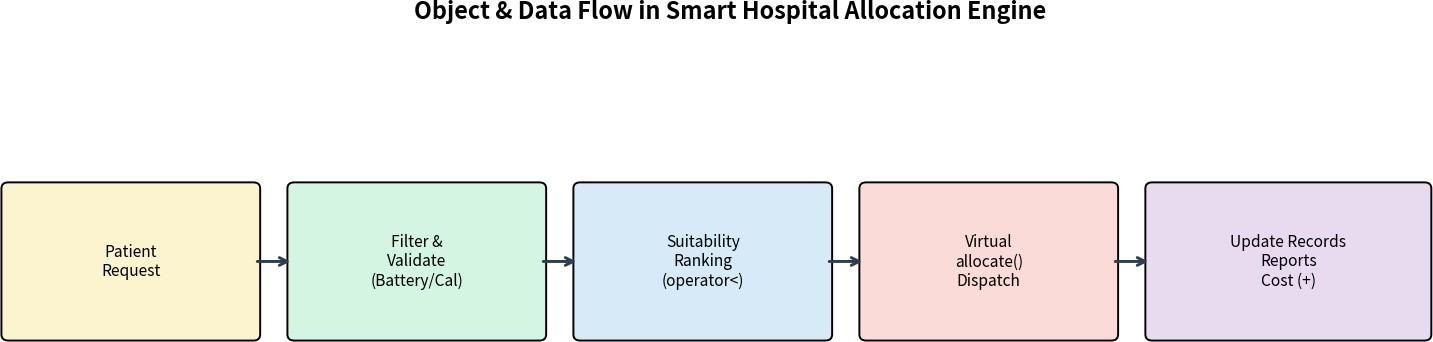 Object & Data Flow in Smart Hospital Allocation Engine
Patient
Request
Filter &
Validate
(Battery/Cal)
Suitability
Ranking
(operator<)
Virtual
allocate()
Dispatch
Update Records
Reports
Cost (+)